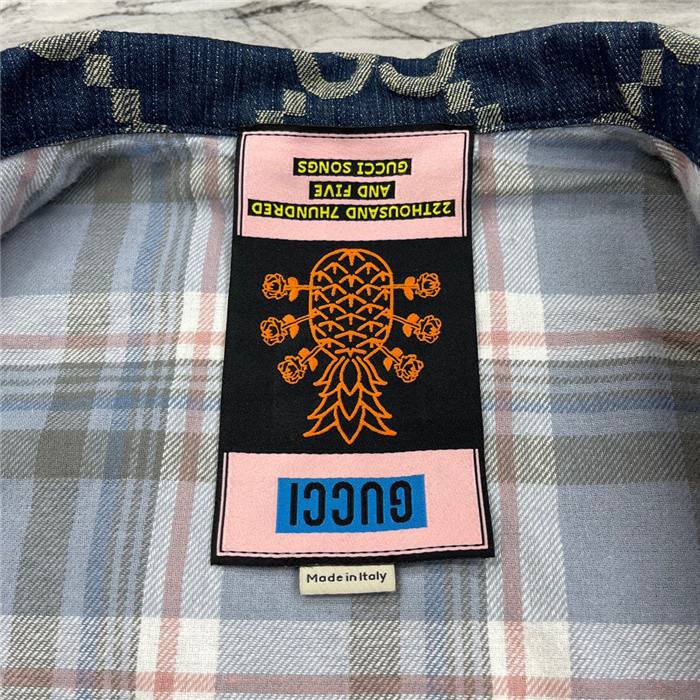 GUCCI
22THOUSAND 7HUNDRED
AND FIVE
GUCCI SONGS
Made in Italy